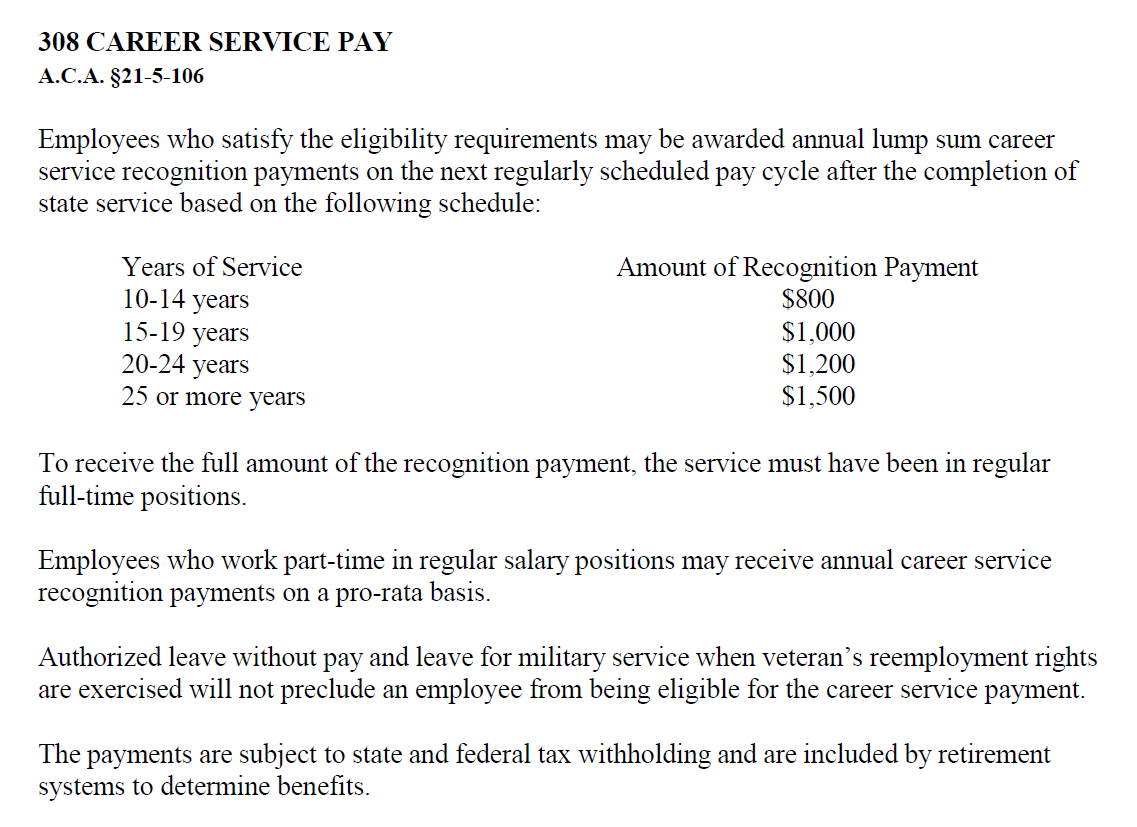 308 CAREER SERVICE PAY
A.C.A. §21-5-106
Employees who satisfy the eligibility requirements may be awarded annual lump sum career
service recognition payments on the next regularly scheduled pay cycle after the completion of
state service based on the following schedule:
Years of Service Amount of Recognition Payment
10-14 years $800
15-19 years $1,000
20-24 years $1,200
25 or more years $1,500
To receive the full amount of the recognition payment, the service must have been in regular
full-time positions.
Employees who work part-time in regular salary positions may receive annual career service
recognition payments on a pro-rata basis.
Authorized leave without pay and leave for military service when veteran’s reemployment rights
are exercised will not preclude an employee from being eligible for the career service payment.
The payments are subject to state and federal tax withholding and are included by retirement
systems to determine benefits.